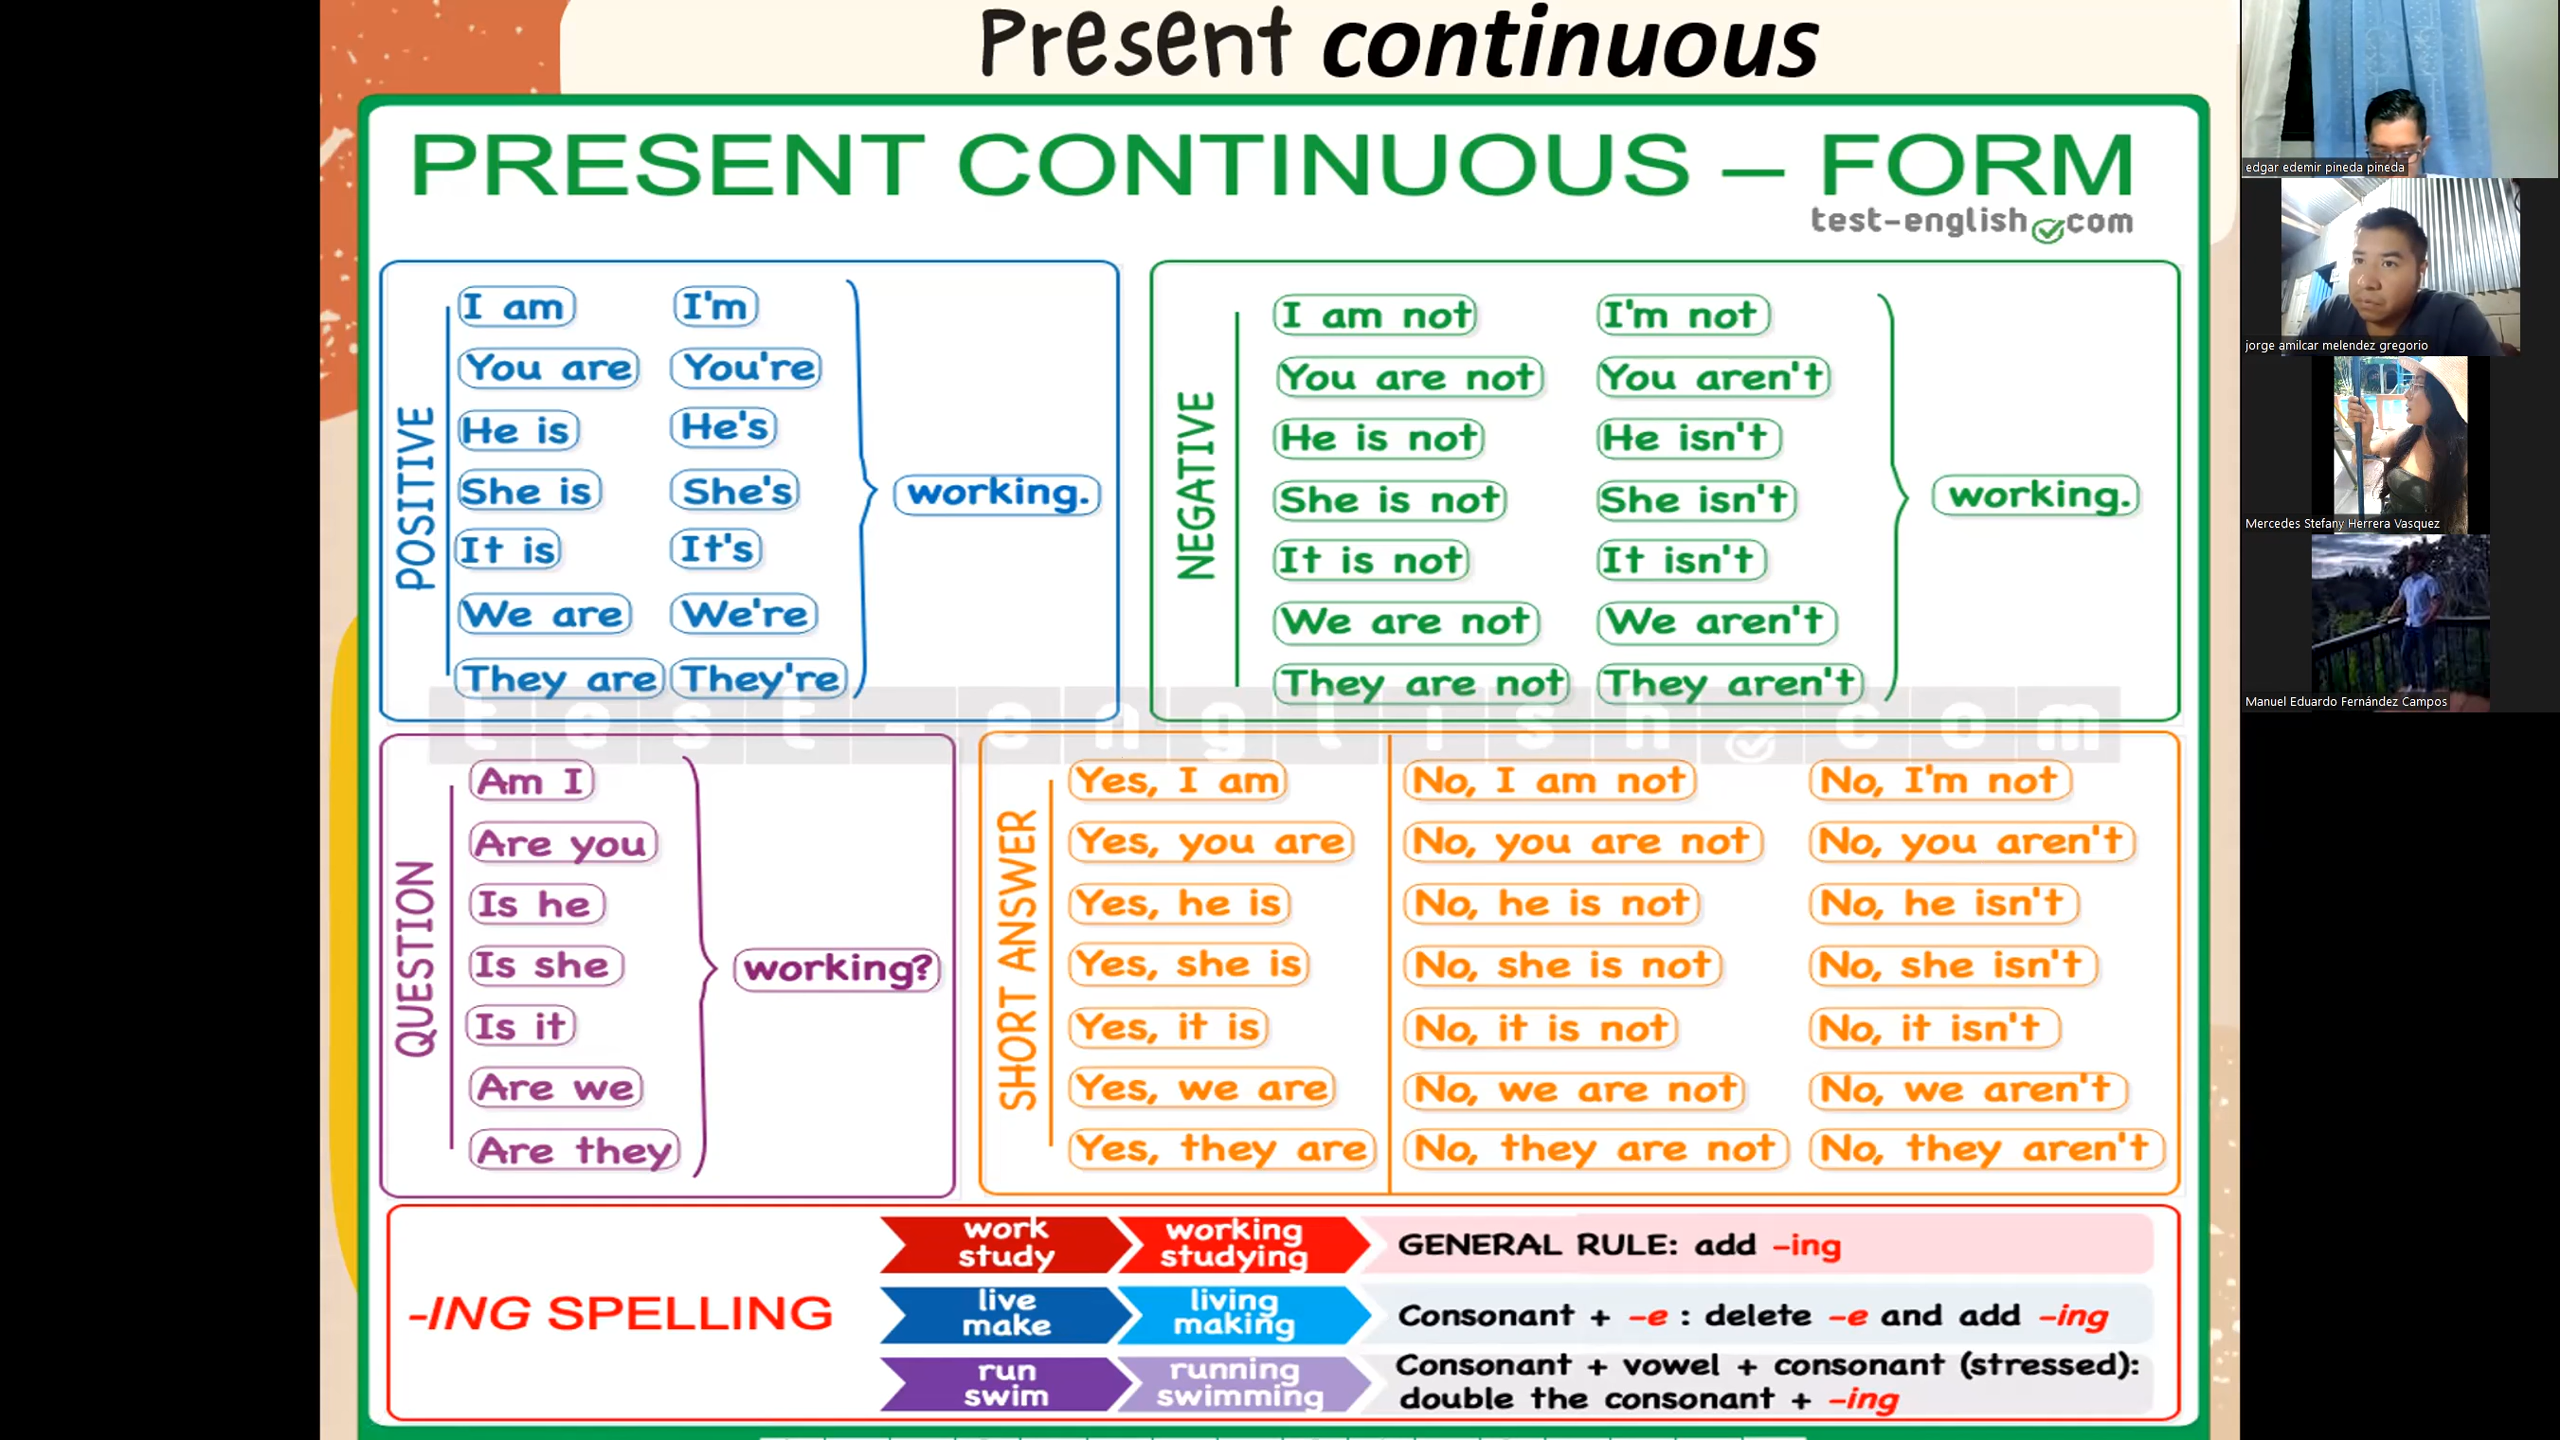 Present continuous
PRESENT CONTINUOUS – FORM
test-english.com
POSITIVE
I am I'm
You are You're
He is He's
She is She's
It is It's
We are We're
They are They're
working.
NEGATIVE
I am not I'm not
You are not You aren't
He is not He isn't
She is not She isn't
It is not It isn't
We are not We aren't
They are not They aren't
working.
test-english.com
QUESTION
Am I
Are you
Is he
Is she
Is it
Are we
Are they
working?
SHORT ANSWER
Yes, I am No, I am not No, I'm not
Yes, you are No, you are not No, you aren't
Yes, he is No, he is not No, he isn't
Yes, she is No, she is not No, she isn't
Yes, it is No, it is not No, it isn't
Yes, we are No, we are not No, we aren't
Yes, they are No, they are not No, they aren't
-ING SPELLING
work working
study studying
GENERAL RULE: add –ing
live living
make making
Consonant + –e : delete –e and add –ing
run running
swim swimming
Consonant + vowel + consonant (stressed):
double the consonant + –ing
edgar edemir pineda pineda
jorge amilcar melendez gregorio
Mercedes Stefany Herrera Vasquez
Manuel Eduardo Fernández Campos